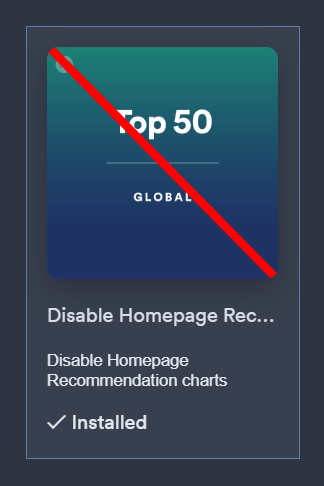 Top 50
GLOBAL
Disable Homepage Rec...
Disable Homepage
Recommendation charts
Installed